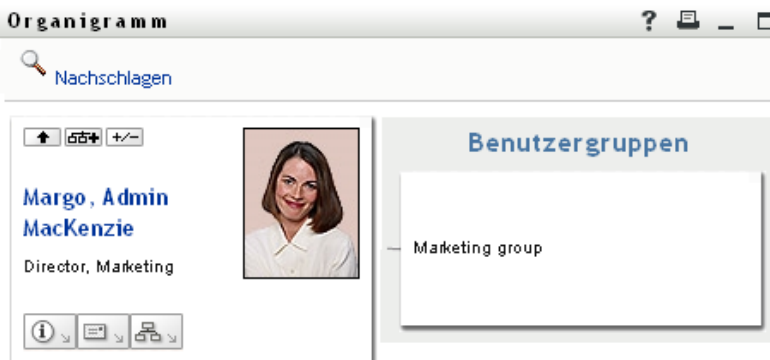 Organigramm
?
Nachschlagen
+/−
Margo, Admin
MacKenzie
Director, Marketing
Benutzergruppen
Marketing group